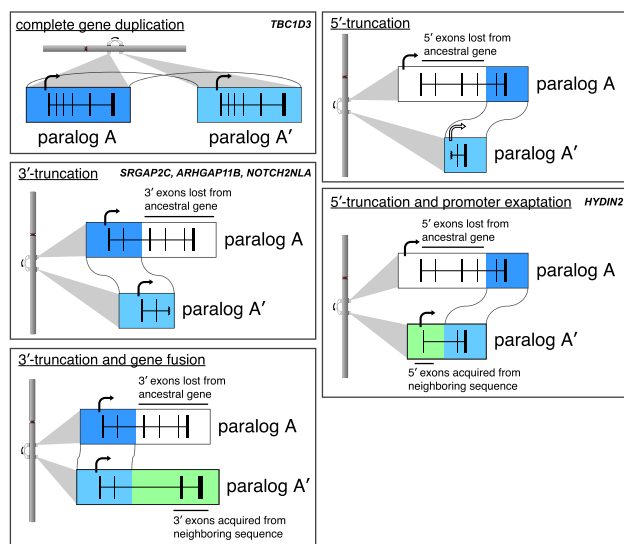 complete gene duplication
TBC1D3
paralog A
paralog A′
3′-truncation
SRGAP2C, ARHGAP11B, NOTCH2NLA
3′ exons lost from
ancestral gene
paralog A
paralog A′
3′-truncation and gene fusion
3′ exons lost from
ancestral gene
paralog A
paralog A′
3′ exons acquired from
neighboring sequence
5′-truncation
5′ exons lost from
ancestral gene
paralog A
paralog A′
5′-truncation and promoter exaptation
HYDIN2
5′ exons lost from
ancestral gene
paralog A
paralog A′
5′ exons acquired from
neighboring sequence